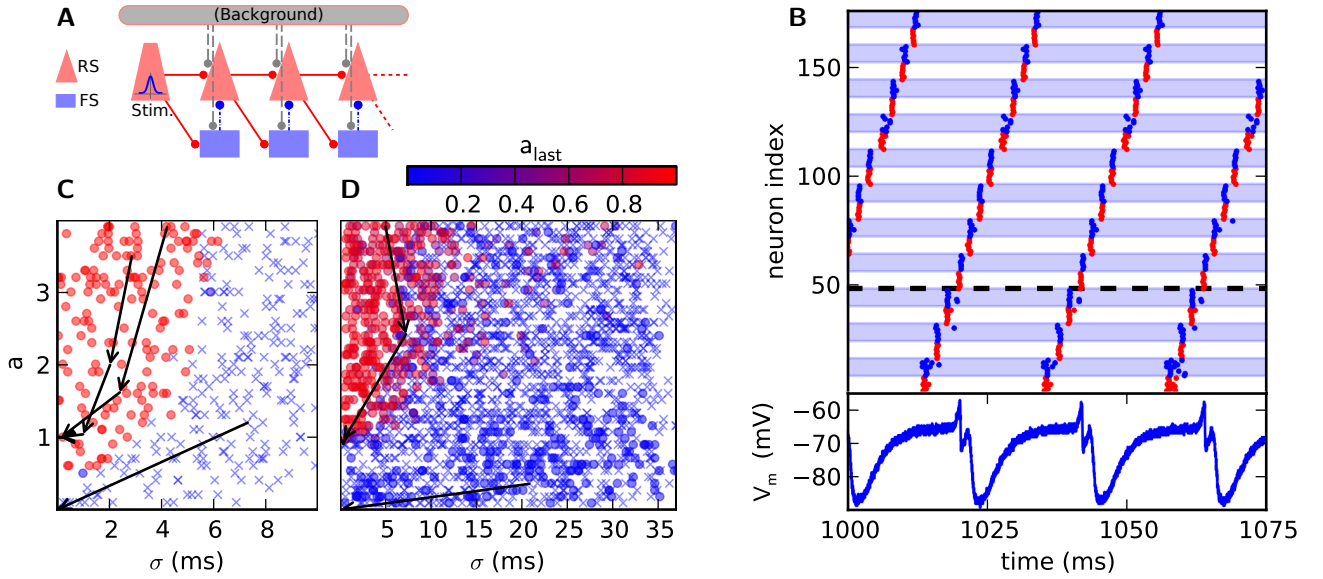 A
(Background)
RS
FS
Stim.
B
neuron index
150
100
50
−60
−70
−80
V_m (mV)
1000
1025
1050
1075
time (ms)
a_last
0.2 0.4 0.6 0.8
C
a
3
2
1
2 4 6 8
σ (ms)
D
5 10 15 20 25 30 35
σ (ms)